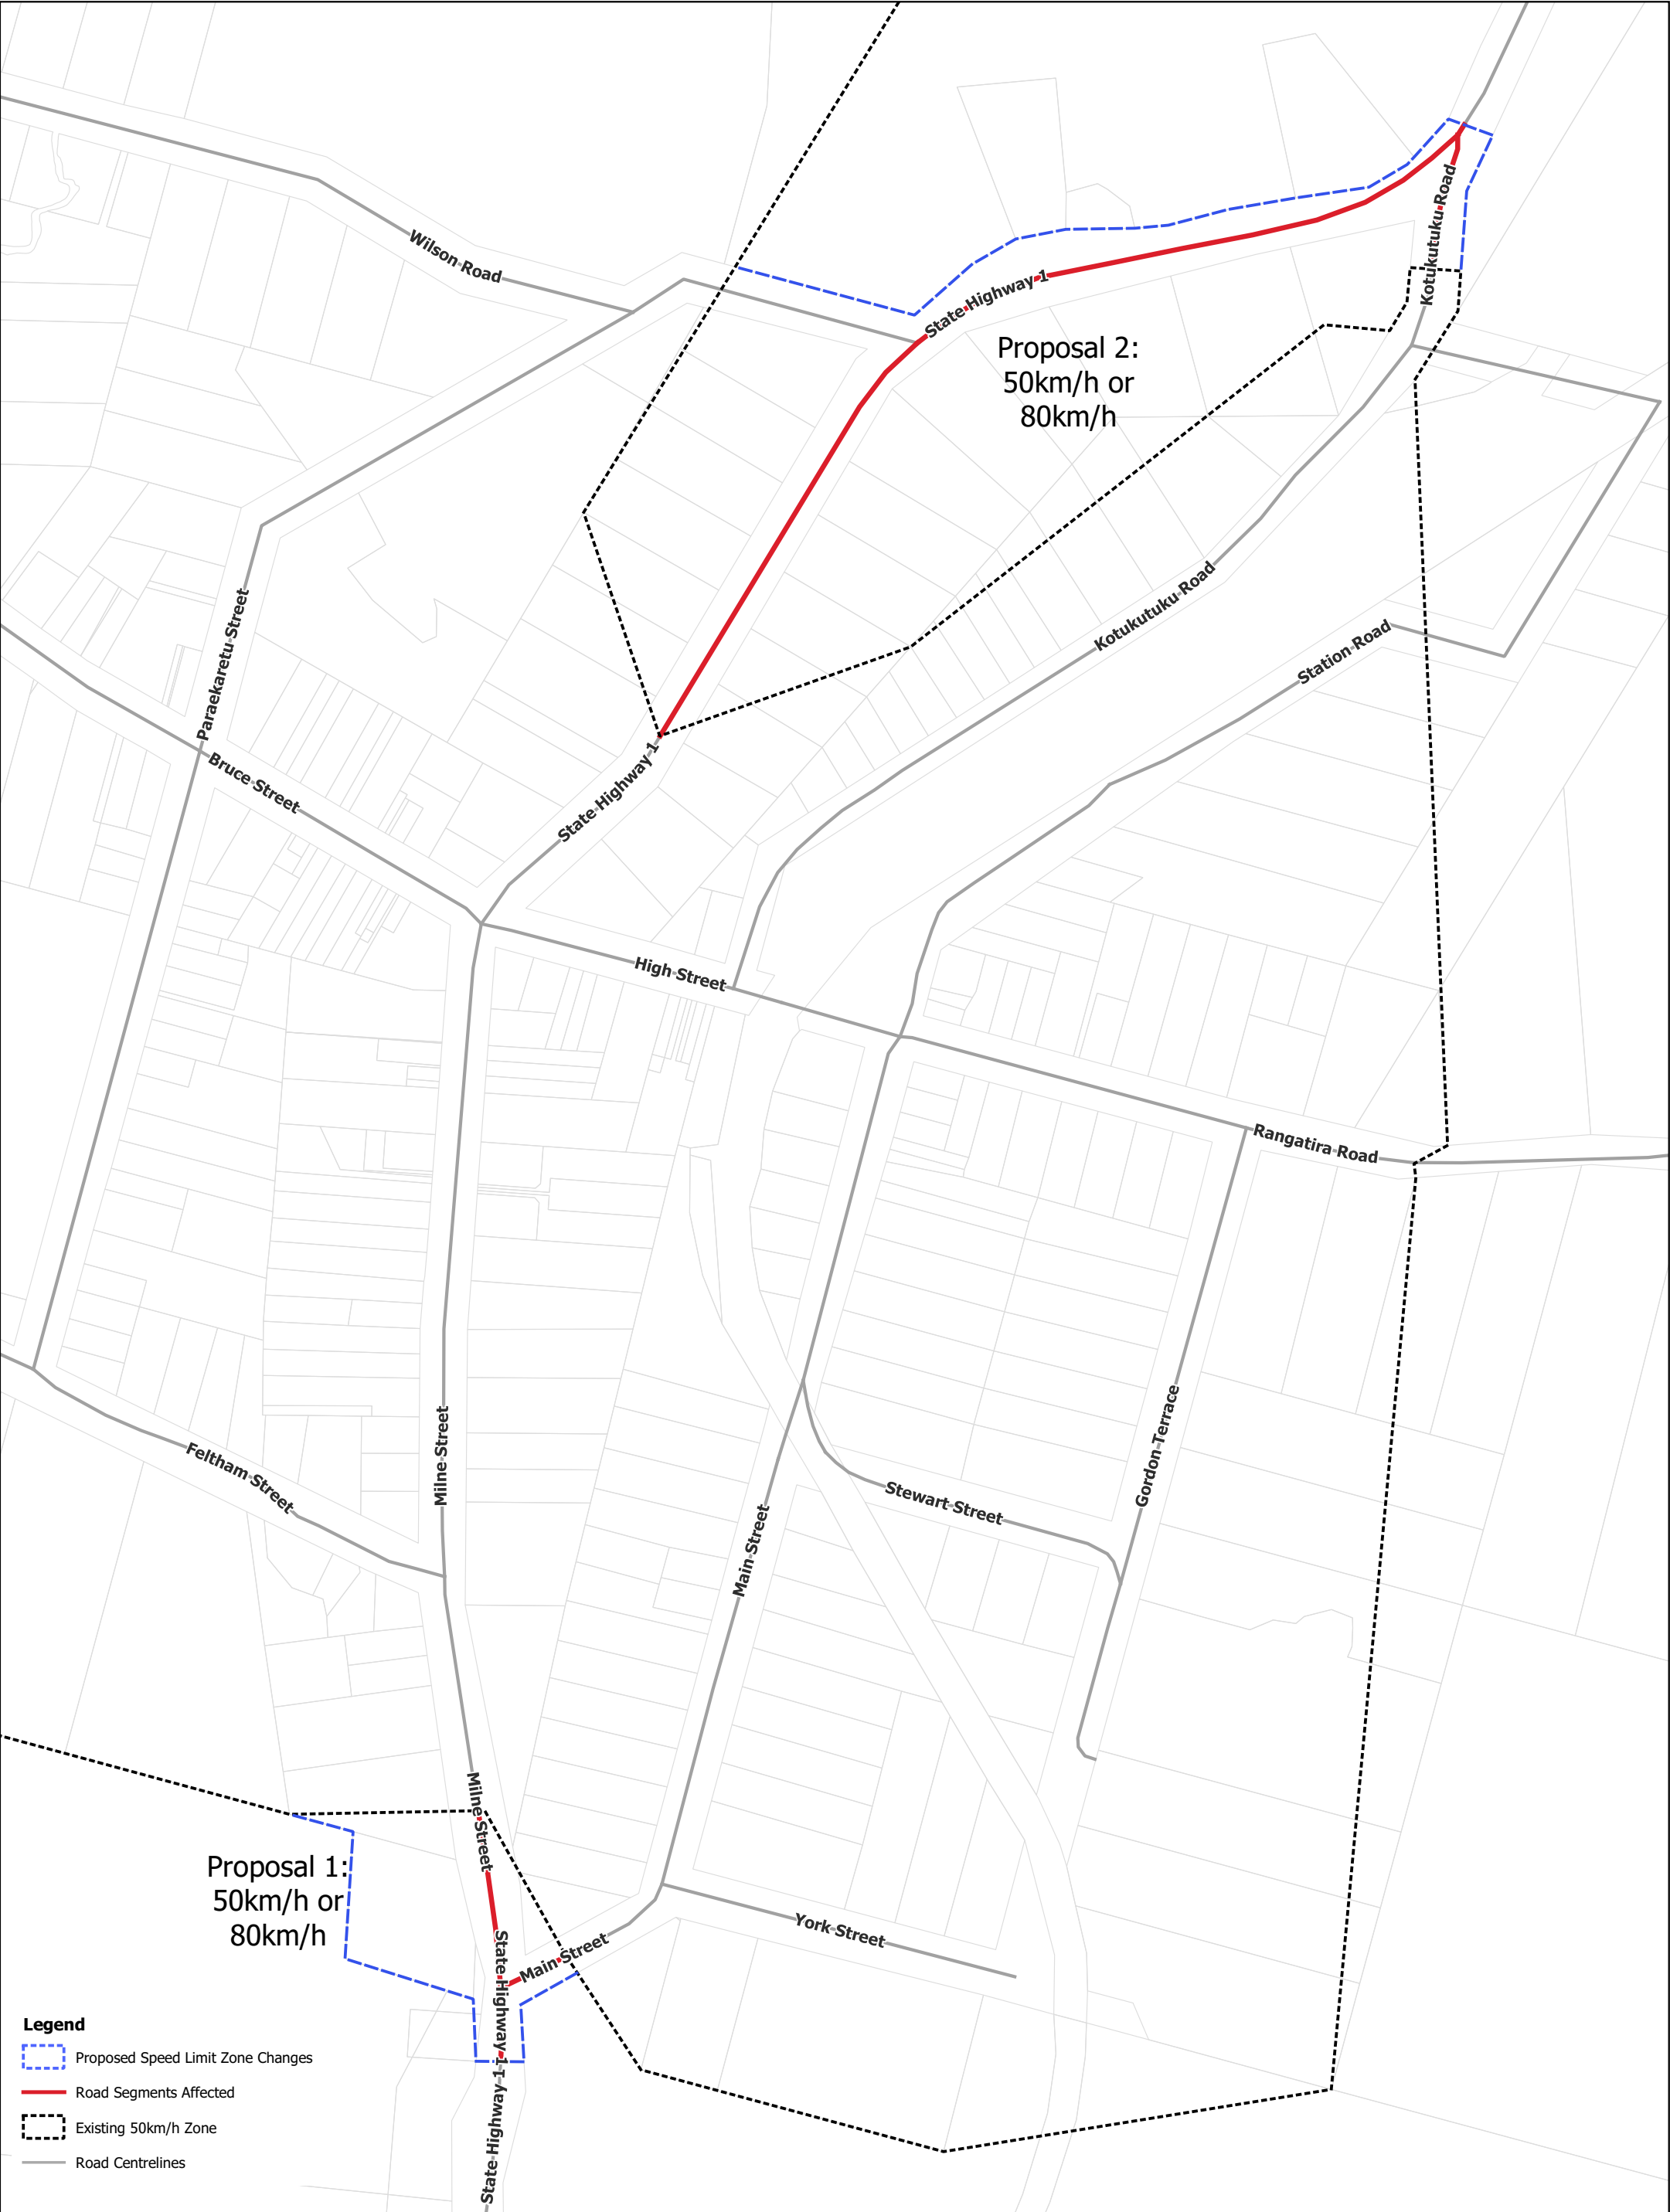 Wilson Road
Kotukutuku Road
State Highway 1
Proposal 2:
50km/h or
80km/h
Paraekaretu Street
Kotukutuku Road
Station Road
Bruce Street
State Highway 1
High Street
Rangatira Road
Milne Street
Feltham Street
Gordon Terrace
Stewart Street
Main Street
Milne Street
Proposal 1:
50km/h or
80km/h
York Street
Main Street
State Highway 1
State Highway 1
Legend
Proposed Speed Limit Zone Changes
Road Segments Affected
Existing 50km/h Zone
Road Centrelines